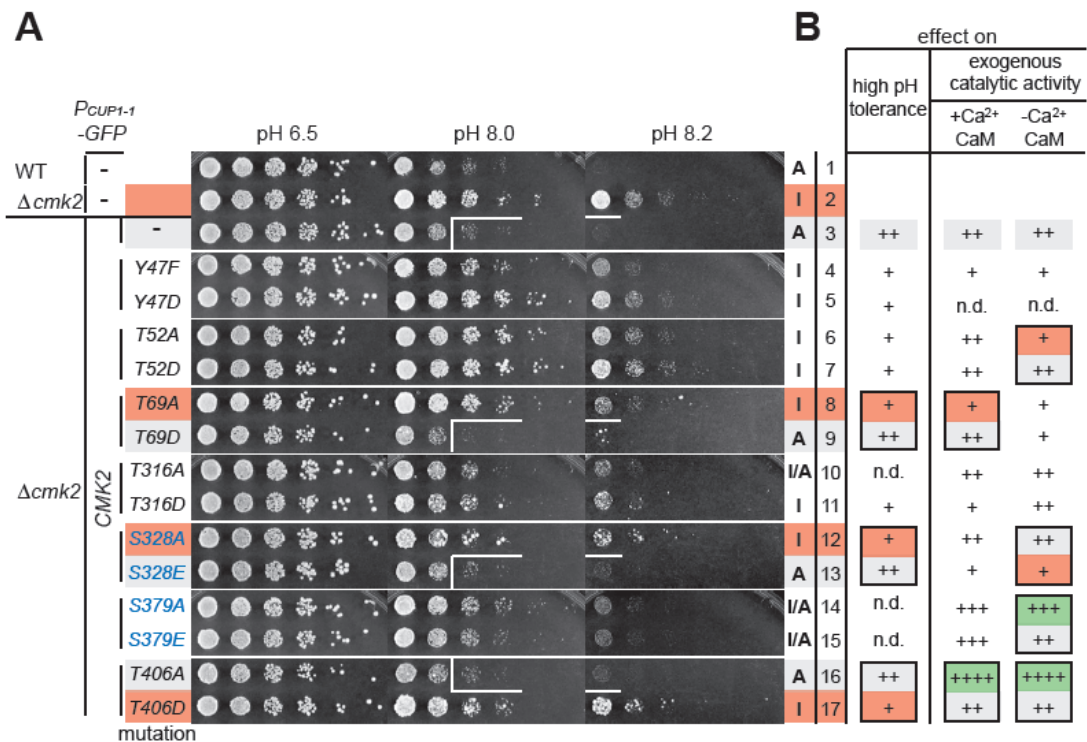 A
B
effect on
high pH tolerance
exogenous catalytic activity
+Ca²⁺ CaM
-Ca²⁺ CaM
PCUP1-1 -GFP
pH 6.5 pH 8.0 pH 8.2
WT - A 1
Δcmk2 - I 2
- A 3 ++ ++ ++
Y47F I 4 + + +
Y47D I 5 + n.d. n.d.
T52A I 6 + ++ +
T52D I 7 + ++ ++
T69A I 8 + + +
T69D A 9 ++ ++ +
T316A I/A 10 n.d. ++ ++
T316D I 11 + + ++
S328A I 12 + ++ ++
S328E A 13 ++ + +
S379A I/A 14 n.d. +++ +++
S379E I/A 15 n.d. +++ ++
T406A A 16 ++ ++++ ++++
T406D I 17 + ++ ++
Δcmk2
CMK2
mutation